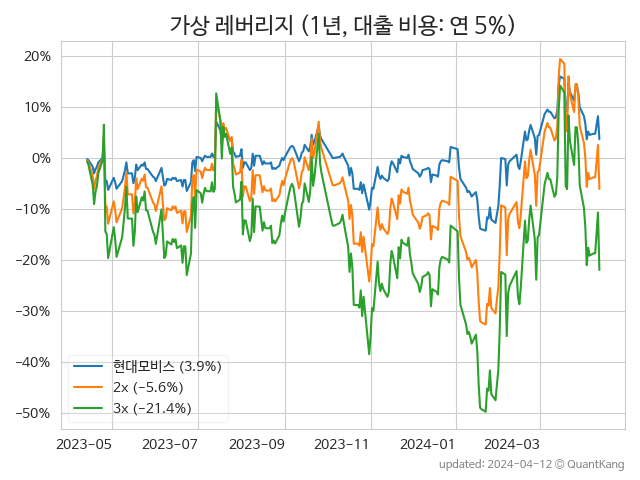 가상 레버리지 (1년, 대출 비용: 연 5%)
20%
10%
0%
−10%
−20%
−30%
−40%
−50%
현대모비스 (3.9%)
2x (−5.6%)
3x (−21.4%)
2023-05
2023-07
2023-09
2023-11
2024-01
2024-03
updated: 2024-04-12 © QuantKang